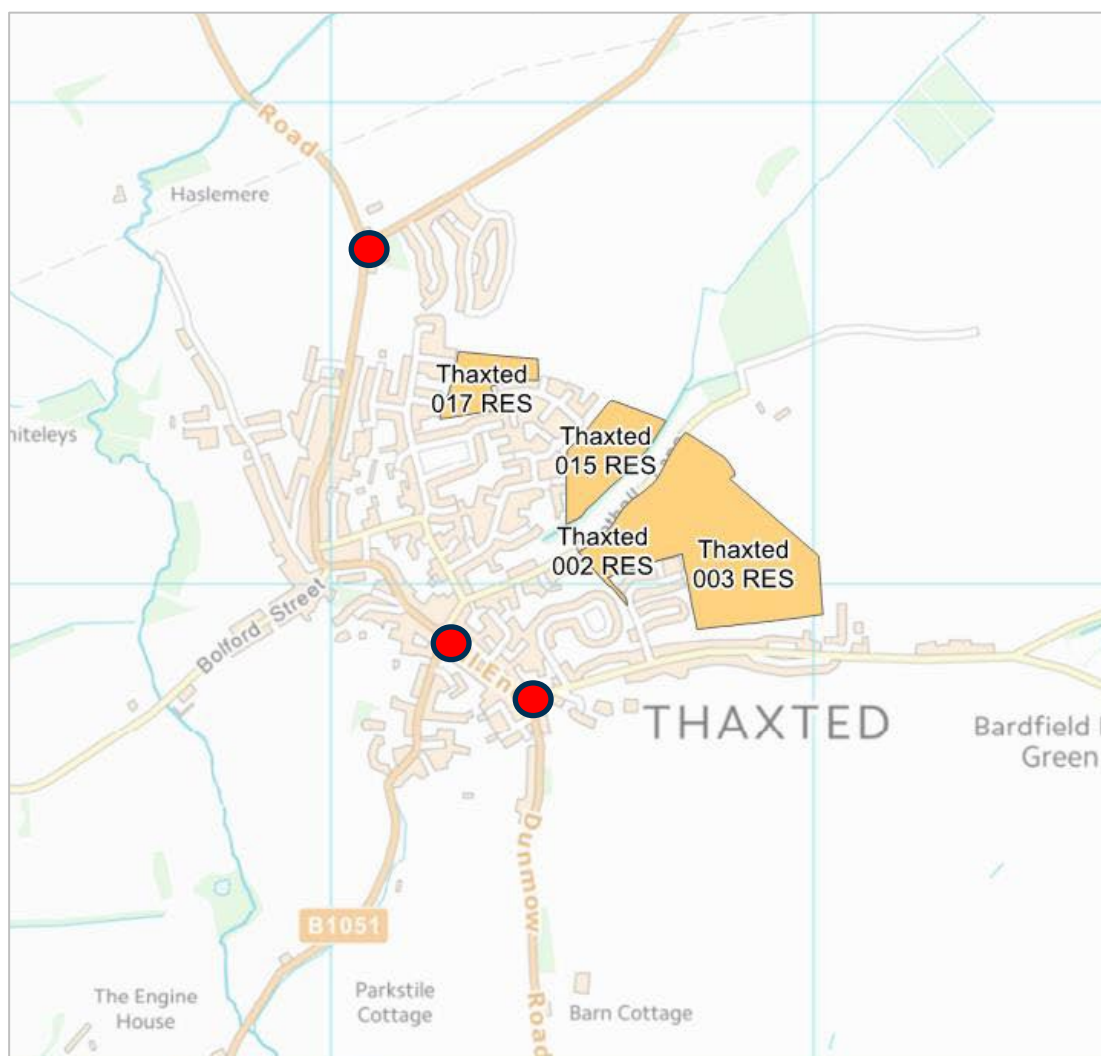 Road
Haslemere
Thaxted
017 RES
Thaxted
015 RES
Thaxted
002 RES
Thaxted
003 RES
Bolford Street
THAXTED
Bardfield
Green
Dunmow Road
B1051
The Engine
House
Parkstile
Cottage
Barn Cottage